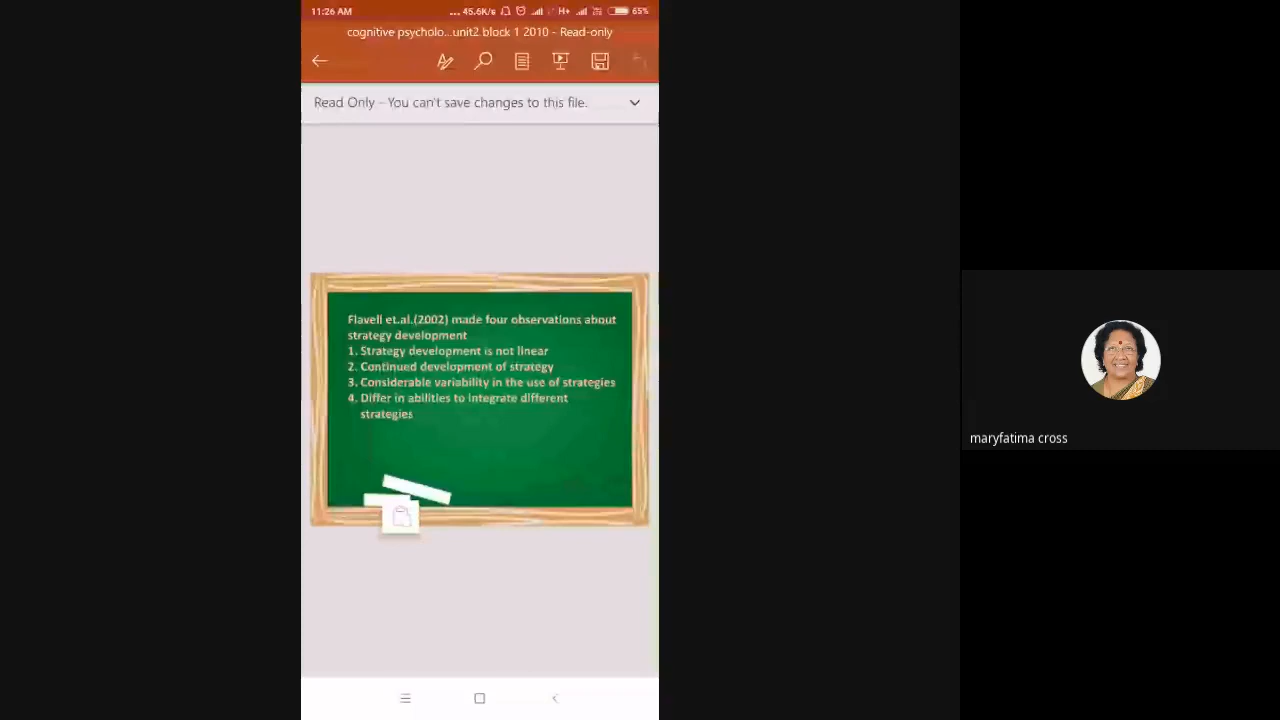 11:26 AM ... 45.6K/s H+ 65%
cognitive psycholo...unit2 block 1 2010 - Read-only
Read Only – You can't save changes to this file.
Flavell et.al.(2002) made four observations about
strategy development
1. Strategy development is not linear
2. Continued development of strategy
3. Considerable variability in the use of strategies
4. Differ in abilities to integrate different
strategies
maryfatima cross